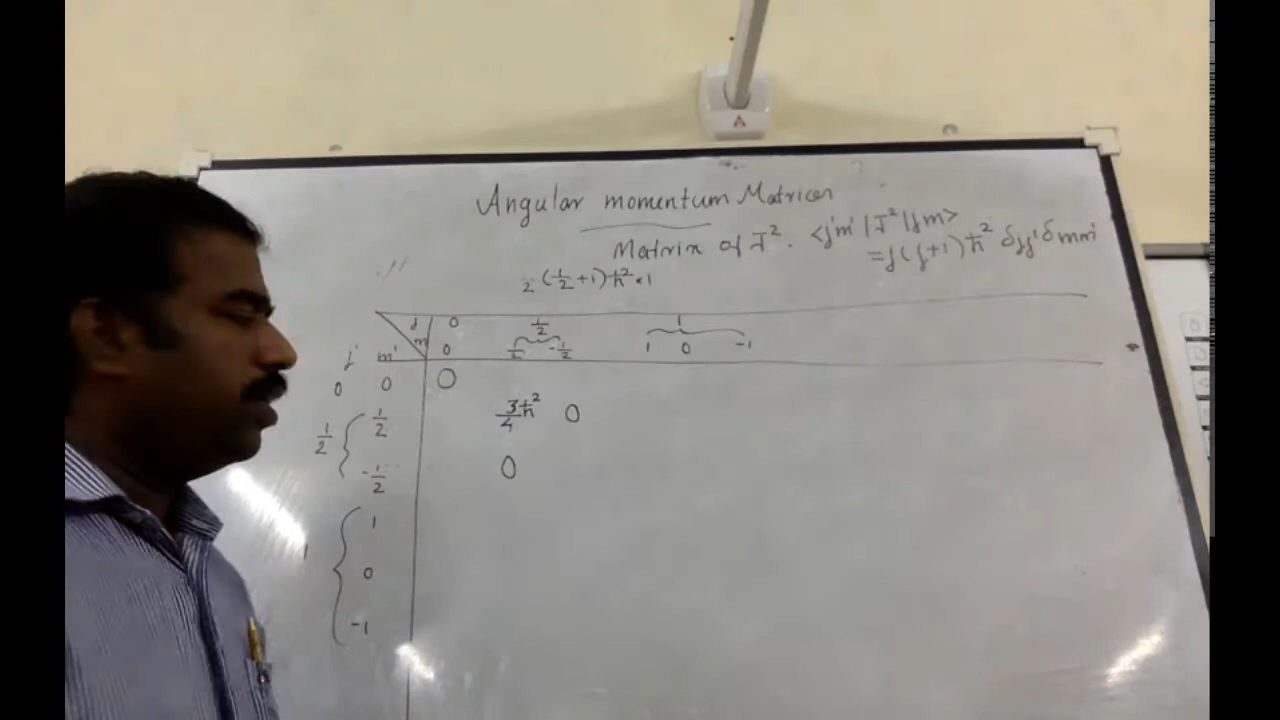 Angular momentum Matrices
Matrix of J². <j'm'|J²|jm>
= j(j+1)ħ² δjj' δmm'
½(½+1)ħ²×1
j 0 ½ 1
m 0 ½ -½ 1 0 -1
j' m'
0 0 0
½ ½ ¾ħ² 0
-½ 0
1 1
0
-1